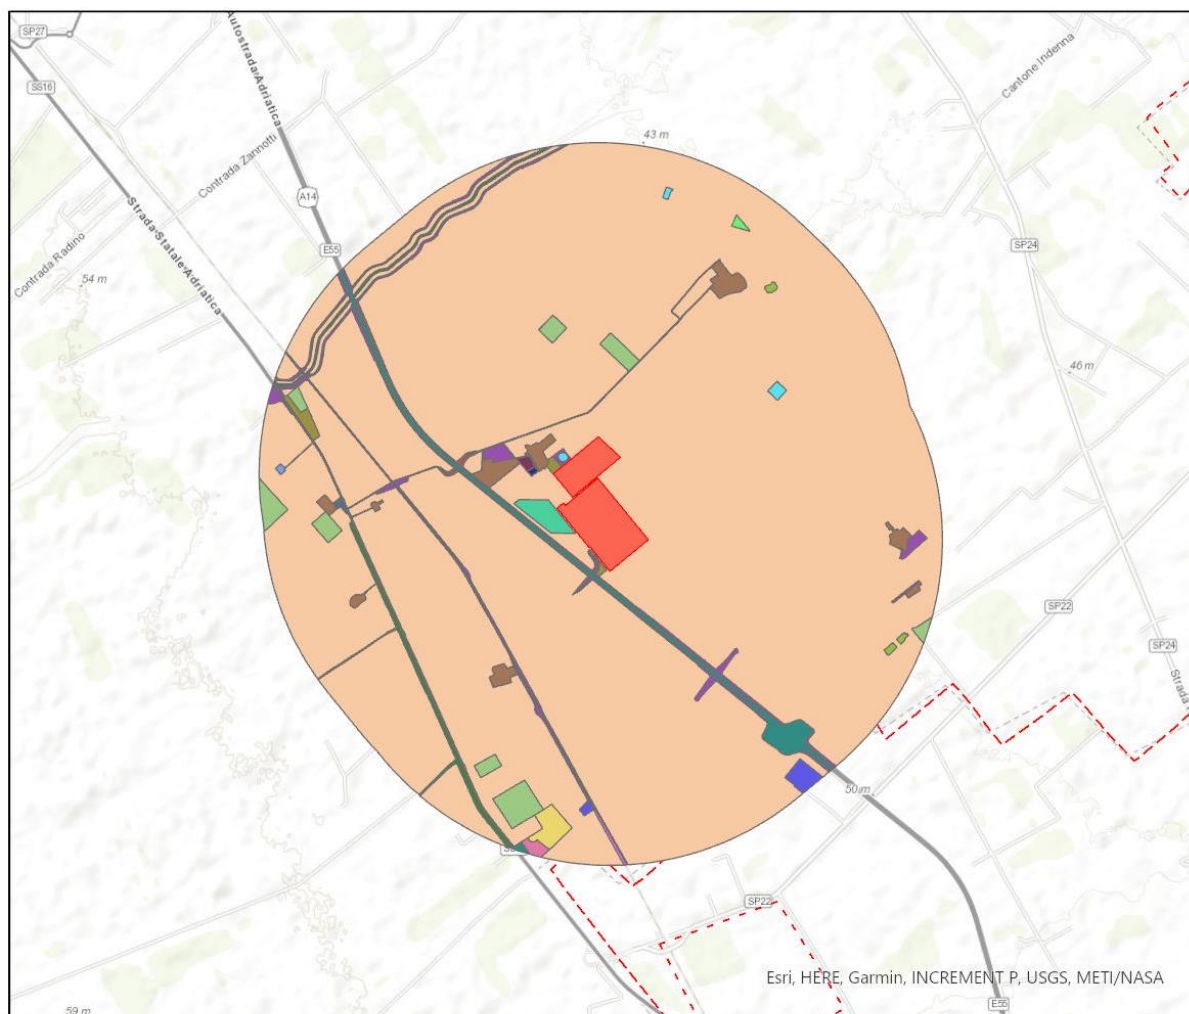 SP27
SS16
Autostrada Adriatica
Cantone Indenna
43 m
Contrada Zannotti
A14
Strada Statale Adriatica
Contrada Radino
E55
SP24
54 m
46 m
SP22
SP24
Strada
50 m
SP22
Esri, HERE, Garmin, INCREMENT P, USGS, METI/NASA
E55
59 m